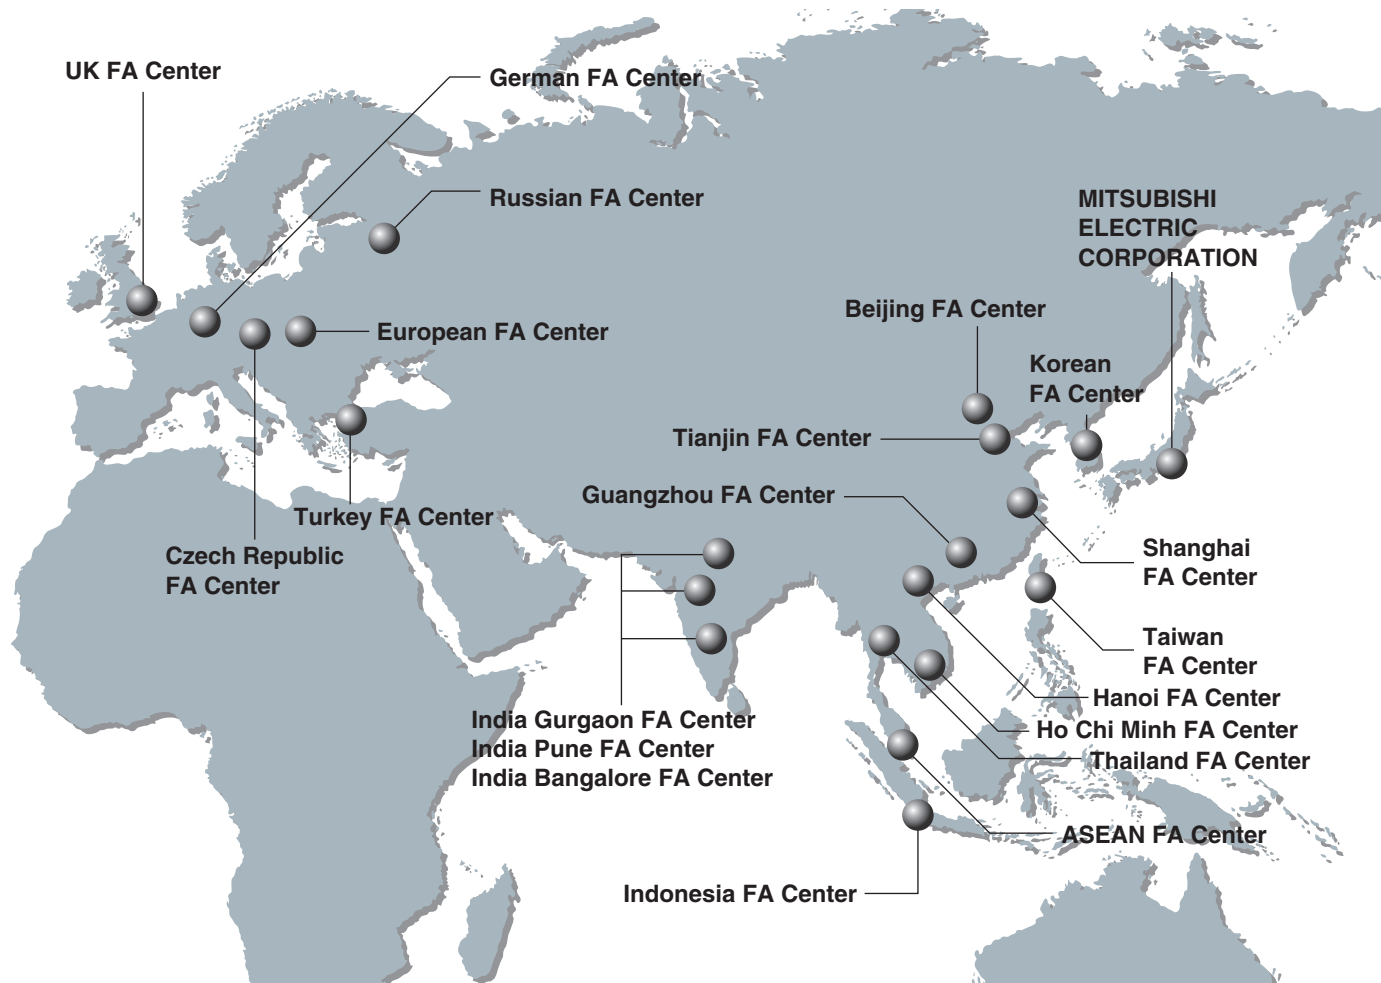 UK FA Center
German FA Center
Russian FA Center
MITSUBISHI
ELECTRIC
CORPORATION
Beijing FA Center
European FA Center
Korean
FA Center
Tianjin FA Center
Guangzhou FA Center
Turkey FA Center
Czech Republic
FA Center
Shanghai
FA Center
Taiwan
FA Center
Hanoi FA Center
India Gurgaon FA Center
India Pune FA Center
India Bangalore FA Center
Ho Chi Minh FA Center
Thailand FA Center
ASEAN FA Center
Indonesia FA Center